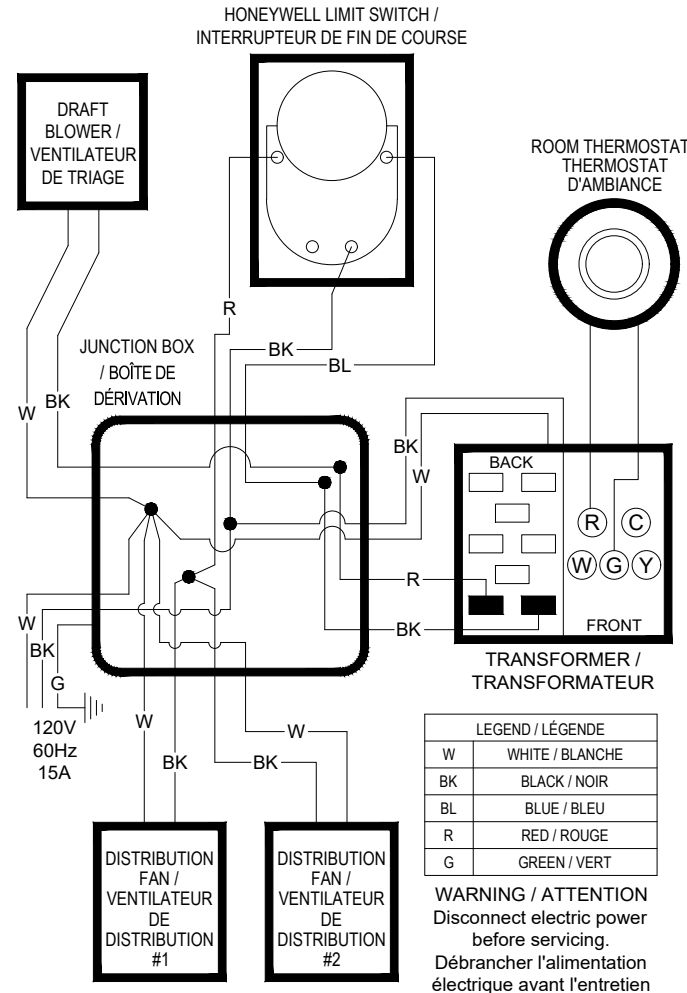 HONEYWELL LIMIT SWITCH /
INTERRUPTEUR DE FIN DE COURSE
DRAFT
BLOWER /
VENTILATEUR
DE TRIAGE
ROOM THERMOSTAT
THERMOSTAT
D'AMBIANCE
R
JUNCTION BOX
/ BOÎTE DE
DÉRIVATION
BK
BL
W
BK
BK
W
BACK
R
C
W
G
Y
FRONT
R
BK
TRANSFORMER /
TRANSFORMATEUR
W
BK
G
120V
60Hz
15A
W
BK
W
BK
LEGEND / LÉGENDE
W WHITE / BLANCHE
BK BLACK / NOIR
BL BLUE / BLEU
R RED / ROUGE
G GREEN / VERT
DISTRIBUTION
FAN /
VENTILATEUR
DE
DISTRIBUTION
#1
DISTRIBUTION
FAN /
VENTILATEUR
DE
DISTRIBUTION
#2
WARNING / ATTENTION
Disconnect electric power
before servicing.
Débrancher l'alimentation
électrique avant l'entretien